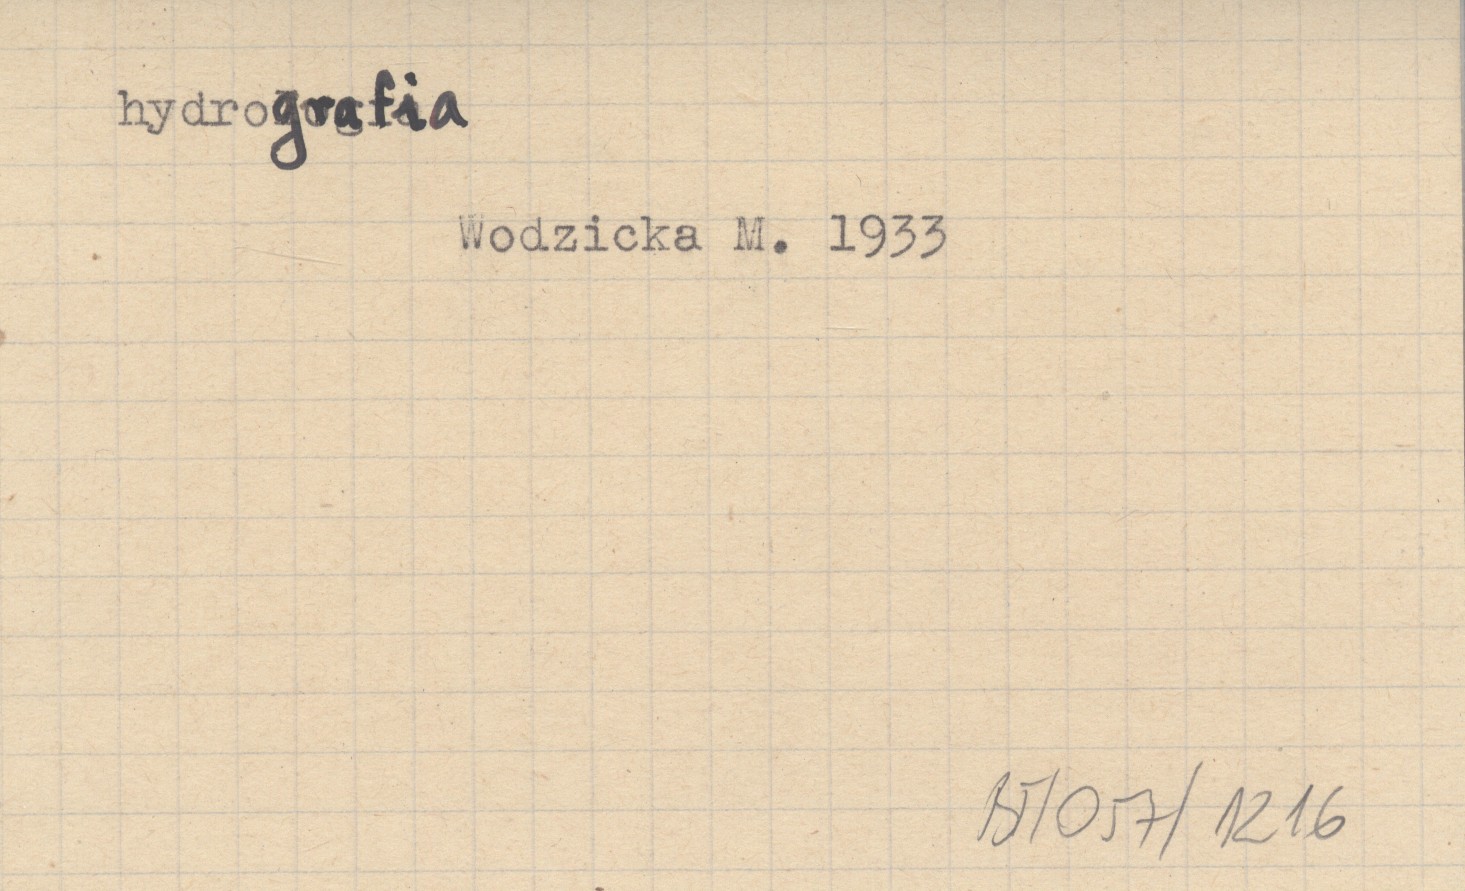 hydrografia
Wodzicka M. 1933
BT/057/1216